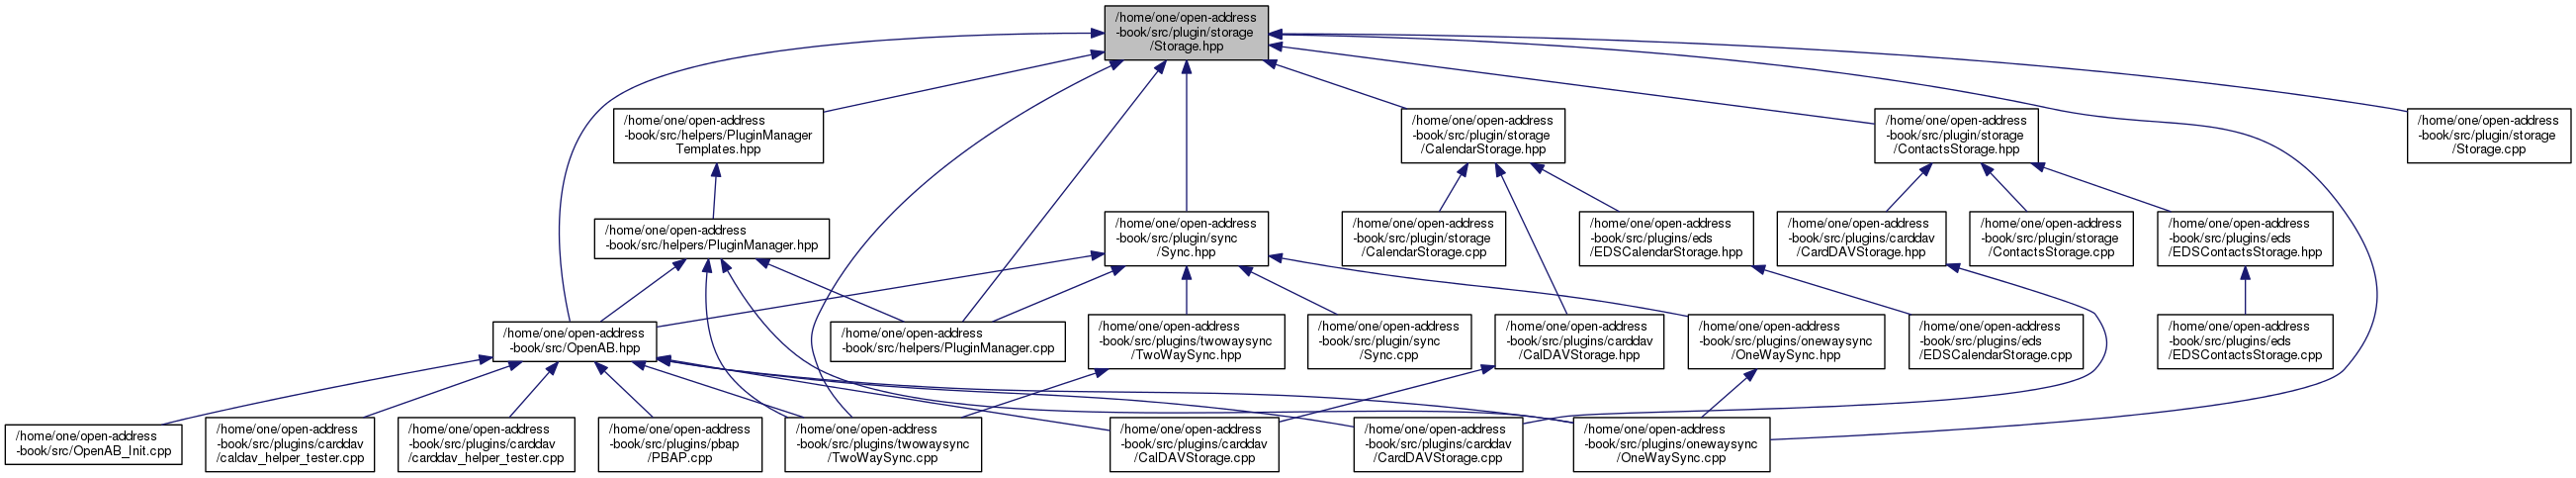 /home/one/open-address
-book/src/plugin/storage
/Storage.hpp
/home/one/open-address
-book/src/helpers/PluginManager
Templates.hpp
/home/one/open-address
-book/src/plugin/storage
/CalendarStorage.hpp
/home/one/open-address
-book/src/plugin/storage
/ContactsStorage.hpp
/home/one/open-address
-book/src/plugin/storage
/Storage.cpp
/home/one/open-address
-book/src/helpers/PluginManager.hpp
/home/one/open-address
-book/src/plugin/sync
/Sync.hpp
/home/one/open-address
-book/src/plugin/storage
/CalendarStorage.cpp
/home/one/open-address
-book/src/plugins/eds
/EDSCalendarStorage.hpp
/home/one/open-address
-book/src/plugins/carddav
/CardDAVStorage.hpp
/home/one/open-address
-book/src/plugin/storage
/ContactsStorage.cpp
/home/one/open-address
-book/src/plugins/eds
/EDSContactsStorage.hpp
/home/one/open-address
-book/src/OpenAB.hpp
/home/one/open-address
-book/src/helpers/PluginManager.cpp
/home/one/open-address
-book/src/plugins/twowaysync
/TwoWaySync.hpp
/home/one/open-address
-book/src/plugin/sync
/Sync.cpp
/home/one/open-address
-book/src/plugins/carddav
/CalDAVStorage.hpp
/home/one/open-address
-book/src/plugins/onewaysync
/OneWaySync.hpp
/home/one/open-address
-book/src/plugins/eds
/EDSCalendarStorage.cpp
/home/one/open-address
-book/src/plugins/eds
/EDSContactsStorage.cpp
/home/one/open-address
-book/src/OpenAB_Init.cpp
/home/one/open-address
-book/src/plugins/carddav
/caldav_helper_tester.cpp
/home/one/open-address
-book/src/plugins/carddav
/carddav_helper_tester.cpp
/home/one/open-address
-book/src/plugins/pbap
/PBAP.cpp
/home/one/open-address
-book/src/plugins/twowaysync
/TwoWaySync.cpp
/home/one/open-address
-book/src/plugins/carddav
/CalDAVStorage.cpp
/home/one/open-address
-book/src/plugins/carddav
/CardDAVStorage.cpp
/home/one/open-address
-book/src/plugins/onewaysync
/OneWaySync.cpp